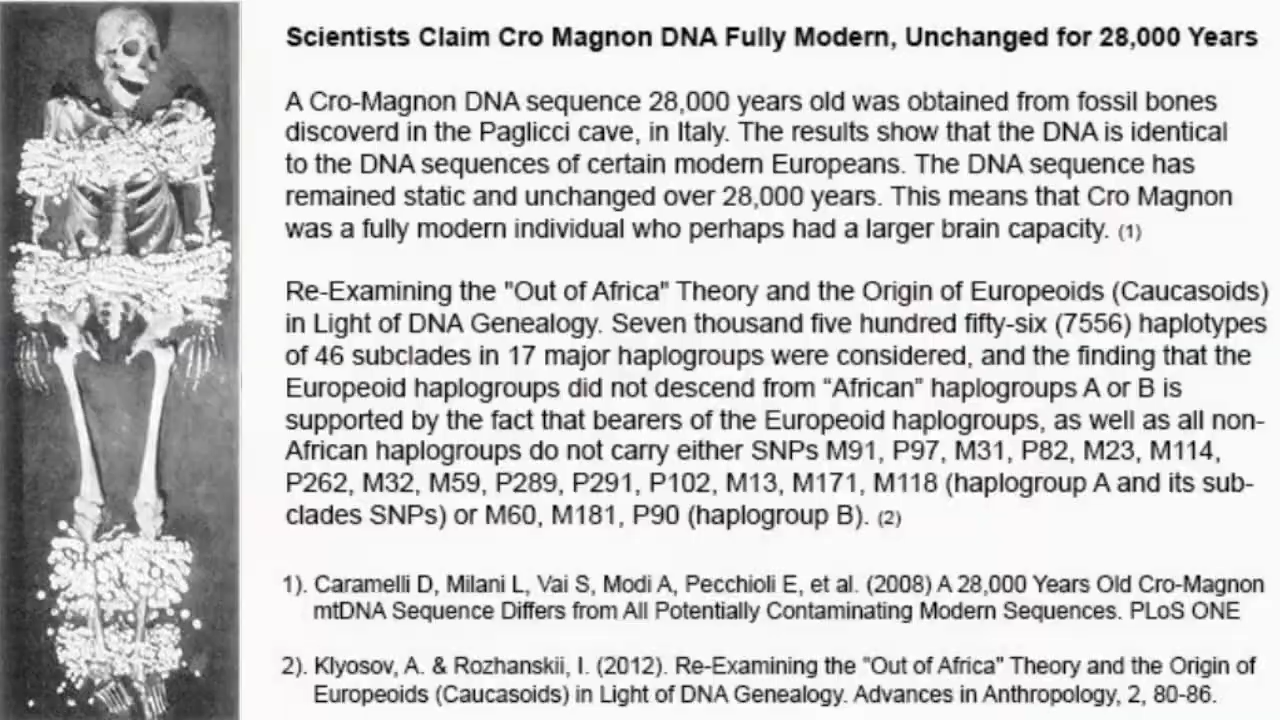 Scientists Claim Cro Magnon DNA Fully Modern, Unchanged for 28,000 Years
A Cro-Magnon DNA sequence 28,000 years old was obtained from fossil bones
discoverd in the Paglicci cave, in Italy. The results show that the DNA is identical
to the DNA sequences of certain modern Europeans. The DNA sequence has
remained static and unchanged over 28,000 years. This means that Cro Magnon
was a fully modern individual who perhaps had a larger brain capacity. (1)
Re-Examining the "Out of Africa" Theory and the Origin of Europeoids (Caucasoids)
in Light of DNA Genealogy. Seven thousand five hundred fifty-six (7556) haplotypes
of 46 subclades in 17 major haplogroups were considered, and the finding that the
Europeoid haplogroups did not descend from “African” haplogroups A or B is
supported by the fact that bearers of the Europeoid haplogroups, as well as all non-
African haplogroups do not carry either SNPs M91, P97, M31, P82, M23, M114,
P262, M32, M59, P289, P291, P102, M13, M171, M118 (haplogroup A and its sub-
clades SNPs) or M60, M181, P90 (haplogroup B). (2)
1). Caramelli D, Milani L, Vai S, Modi A, Pecchioli E, et al. (2008) A 28,000 Years Old Cro-Magnon
mtDNA Sequence Differs from All Potentially Contaminating Modern Sequences. PLoS ONE
2). Klyosov, A. & Rozhanskii, I. (2012). Re-Examining the "Out of Africa" Theory and the Origin of
Europeoids (Caucasoids) in Light of DNA Genealogy. Advances in Anthropology, 2, 80-86.